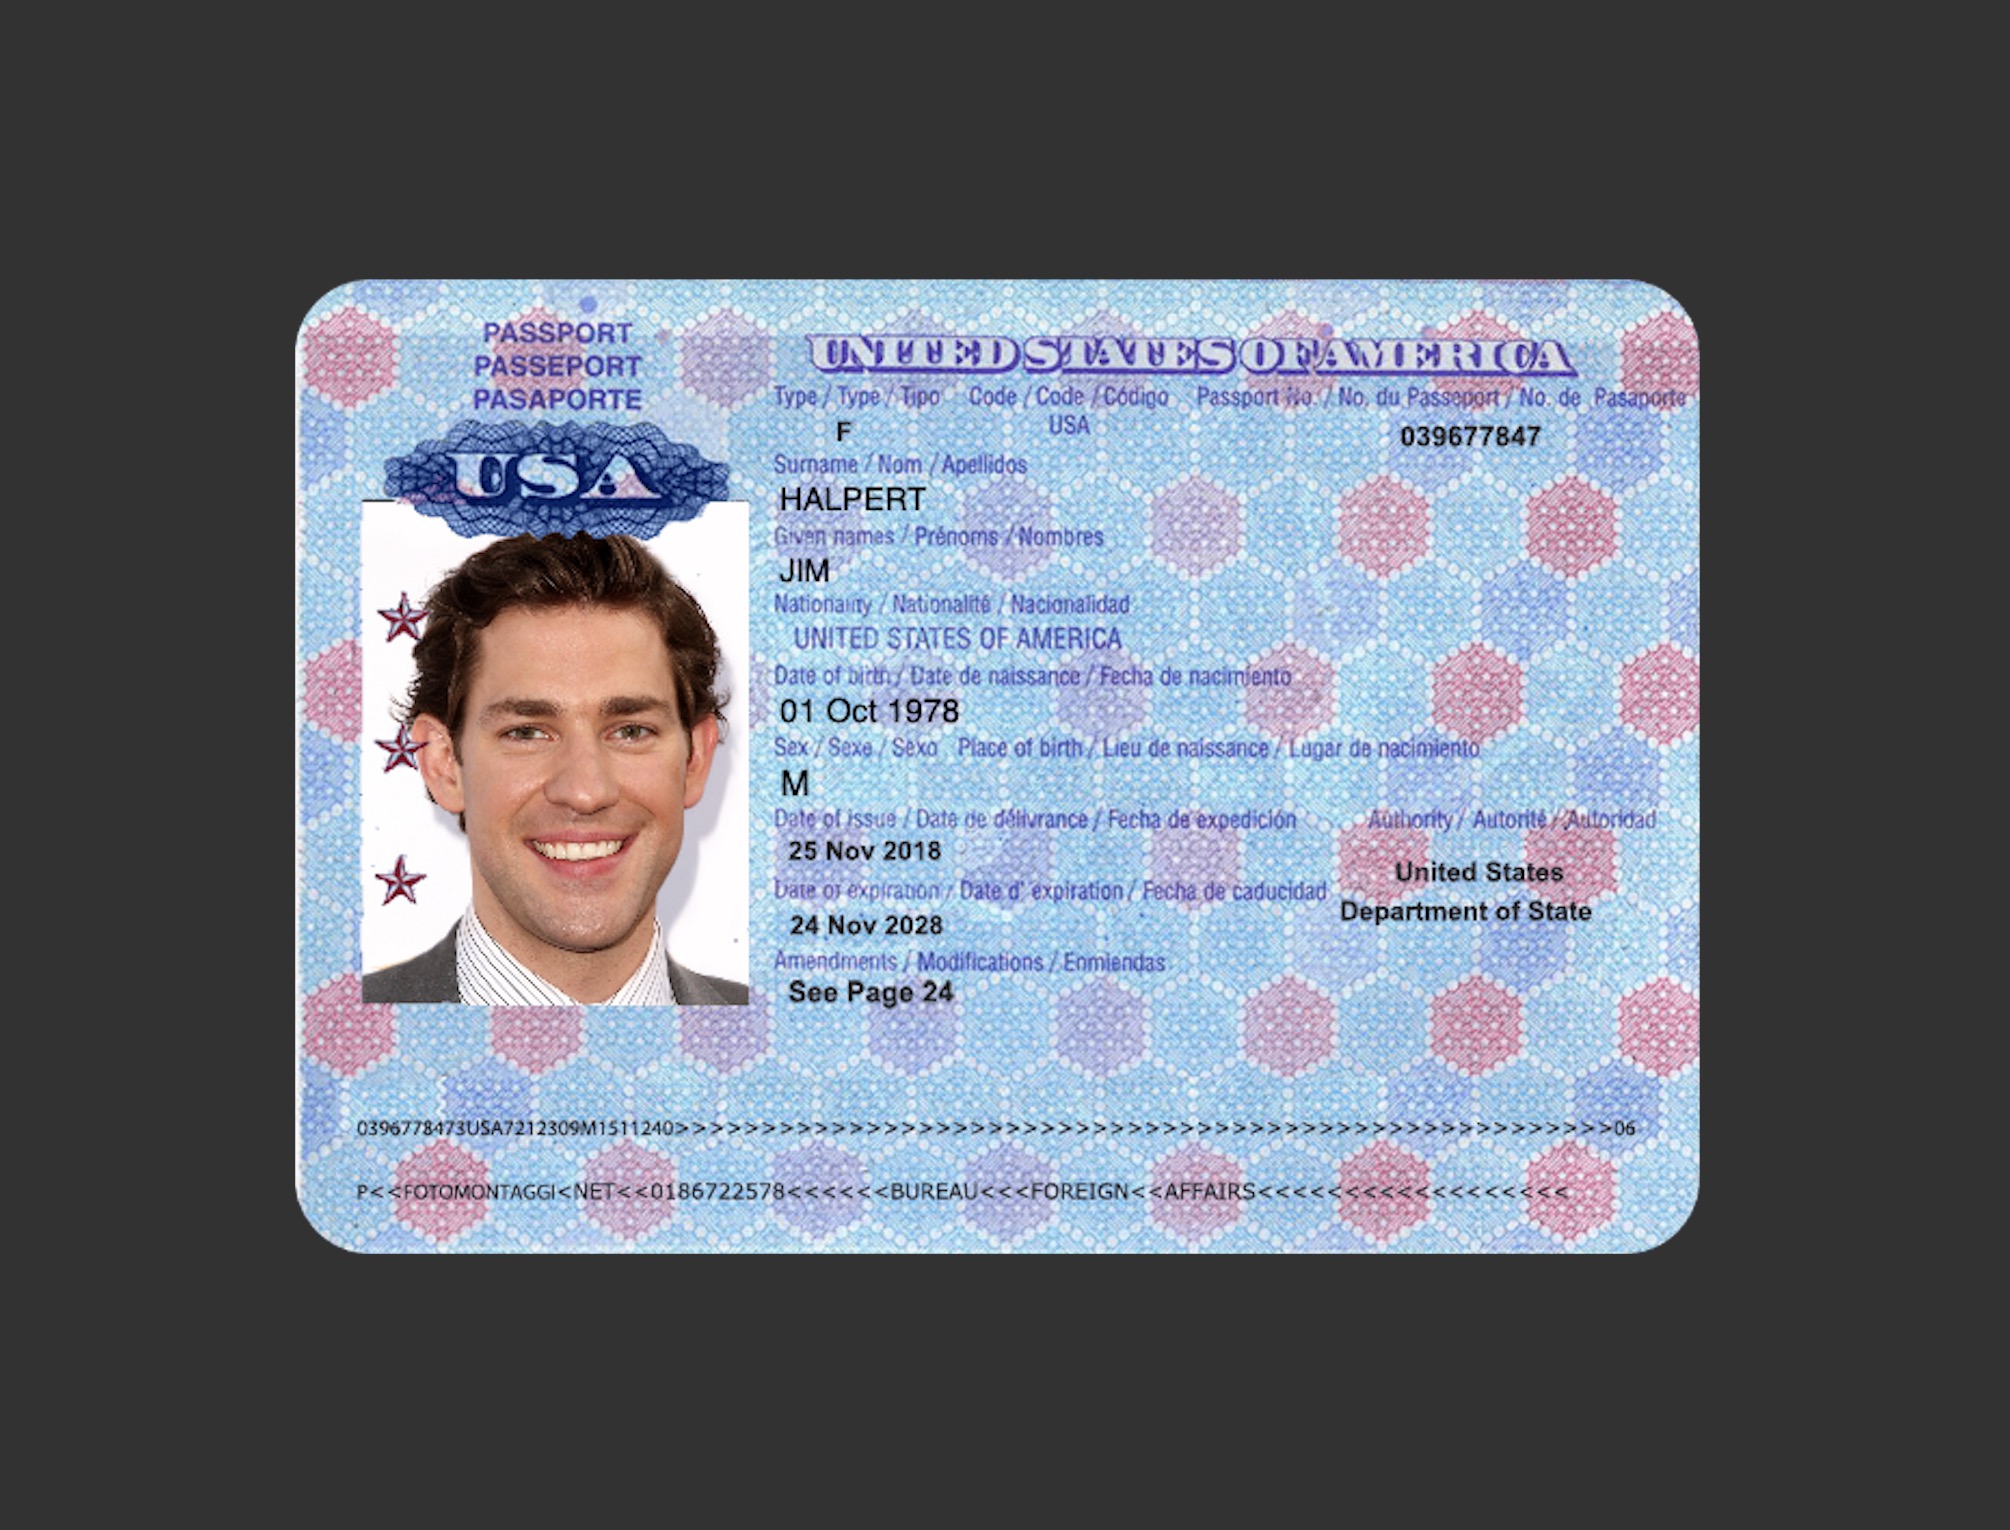 PASSPORT
PASSEPORT
PASAPORTE
USA
UNITED STATES OF AMERICA
Type / Type / Tipo Code / Code / Código Passport No. / No. du Passeport / No. de Pasaporte
F USA 039677847
Surname / Nom / Apellidos
HALPERT
Given names / Prénoms / Nombres
JIM
Nationality / Nationalité / Nacionalidad
UNITED STATES OF AMERICA
Date of birth / Date de naissance / Fecha de nacimiento
01 Oct 1978
Sex / Sexe / Sexo Place of birth / Lieu de naissance / Lugar de nacimiento
M
Date of issue / Date de délivrance / Fecha de expedición Authority / Autorité / Autoridad
25 Nov 2018 United States
Date of expiration / Date d' expiration / Fecha de caducidad Department of State
24 Nov 2028
Amendments / Modifications / Enmiendas
See Page 24
0396778473USA7212309M1511240>>>>>>>>>>>>>>>>>>>>>>>>>>>>>>>>>>>>>>>>>>>>>>>>>>>>>>06
P<<FOTOMONTAGGI<NET<<0186722578<<<<<<BUREAU<<<FOREIGN<<AFFAIRS<<<<<<<<<<<<<<<<<<